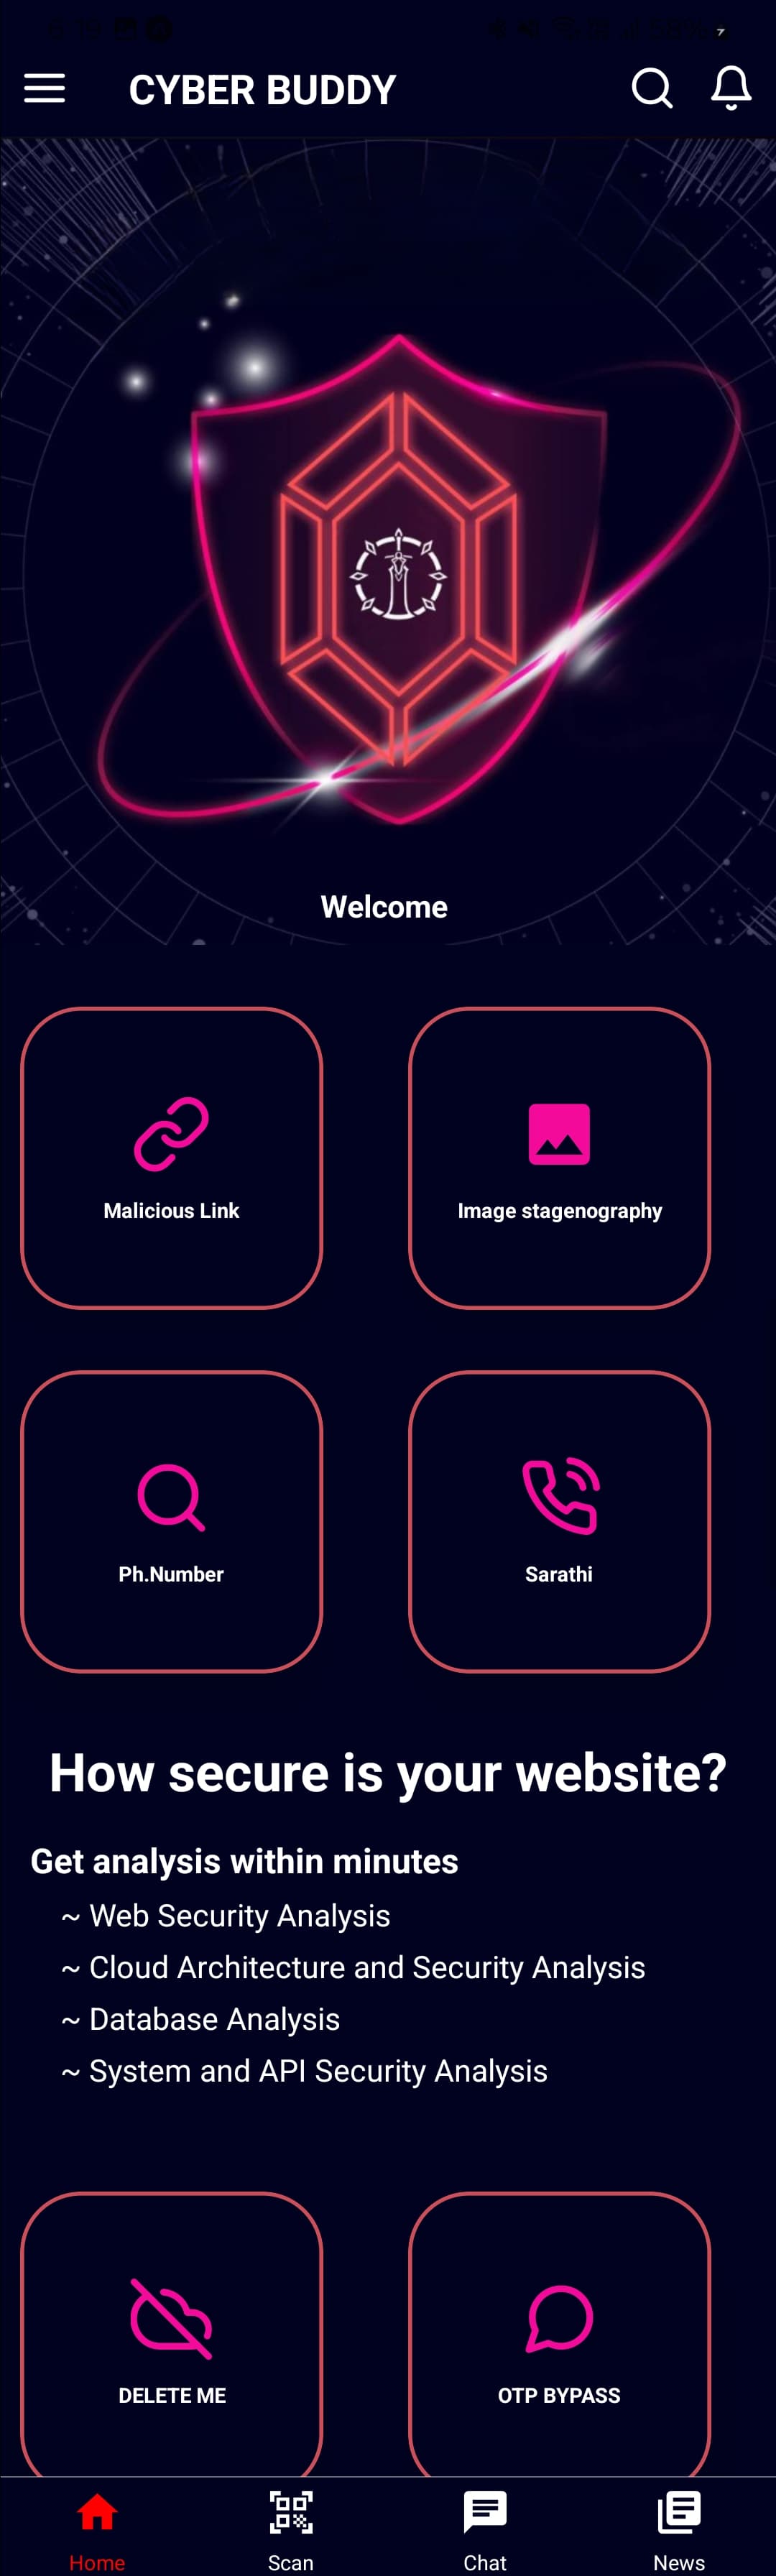 CYBER BUDDY
Welcome
Malicious Link
Image stagenography
Ph.Number
Sarathi
How secure is your website?
Get analysis within minutes
~ Web Security Analysis
~ Cloud Architecture and Security Analysis
~ Database Analysis
~ System and API Security Analysis
DELETE ME
OTP BYPASS
Home
Scan
Chat
News